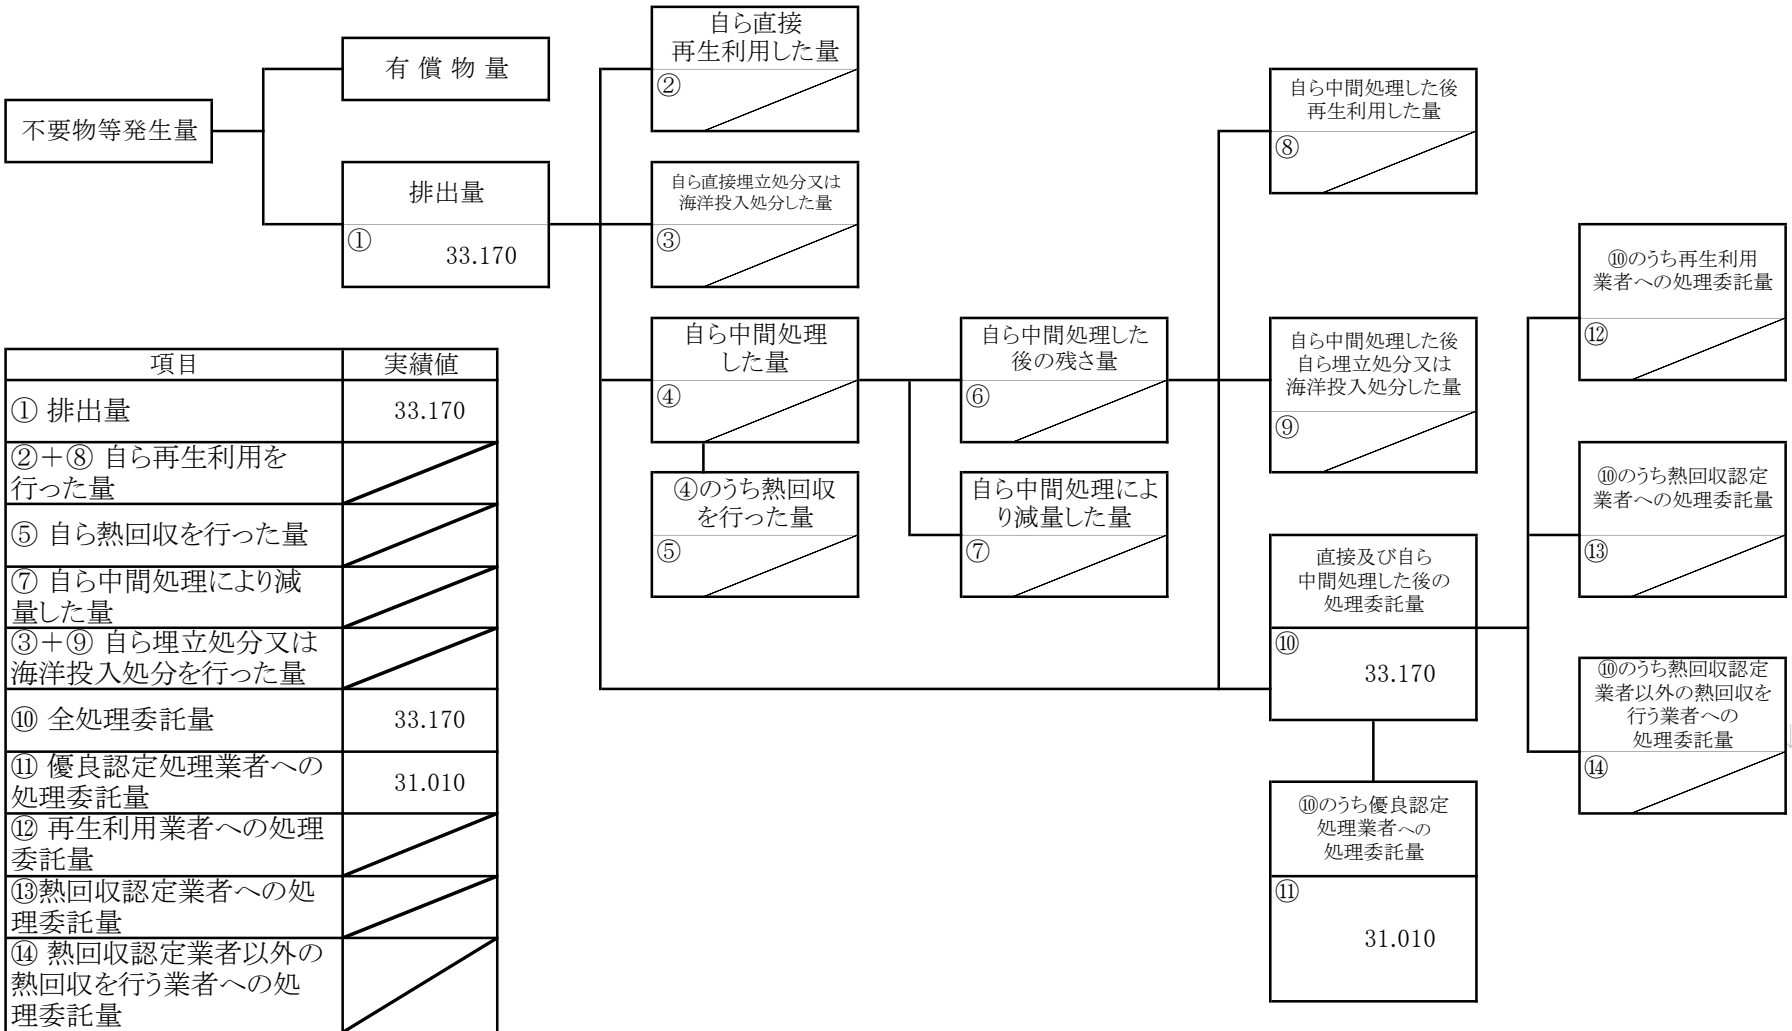 不要物等発生量
有償物量
排出量
①
33.170
自ら直接
再生利用した量
②
自ら直接埋立処分又は
海洋投入処分した量
③
自ら中間処理
した量
④
④のうち熱回収
を行った量
⑤
自ら中間処理した
後の残さ量
⑥
自ら中間処理によ
り減量した量
⑦
自ら中間処理した後
再生利用した量
⑧
自ら中間処理した後
自ら埋立処分又は
海洋投入処分した量
⑨
直接及び自ら
中間処理した後の
処理委託量
⑩
33.170
⑩のうち優良認定
処理業者への
処理委託量
⑪
31.010
⑩のうち再生利用
業者への処理委託量
⑫
⑩のうち熱回収認定
業者への処理委託量
⑬
⑩のうち熱回収認定
業者以外の熱回収を
行う業者への
処理委託量
⑭
項目 実績値
① 排出量 33.170
②＋⑧ 自ら再生利用を
行った量
⑤ 自ら熱回収を行った量
⑦ 自ら中間処理により減
量した量
③＋⑨ 自ら埋立処分又は
海洋投入処分を行った量
⑩ 全処理委託量 33.170
⑪ 優良認定処理業者への
処理委託量 31.010
⑫ 再生利用業者への処理
委託量
⑬熱回収認定業者への処
理委託量
⑭ 熱回収認定業者以外の
熱回収を行う業者への処
理委託量